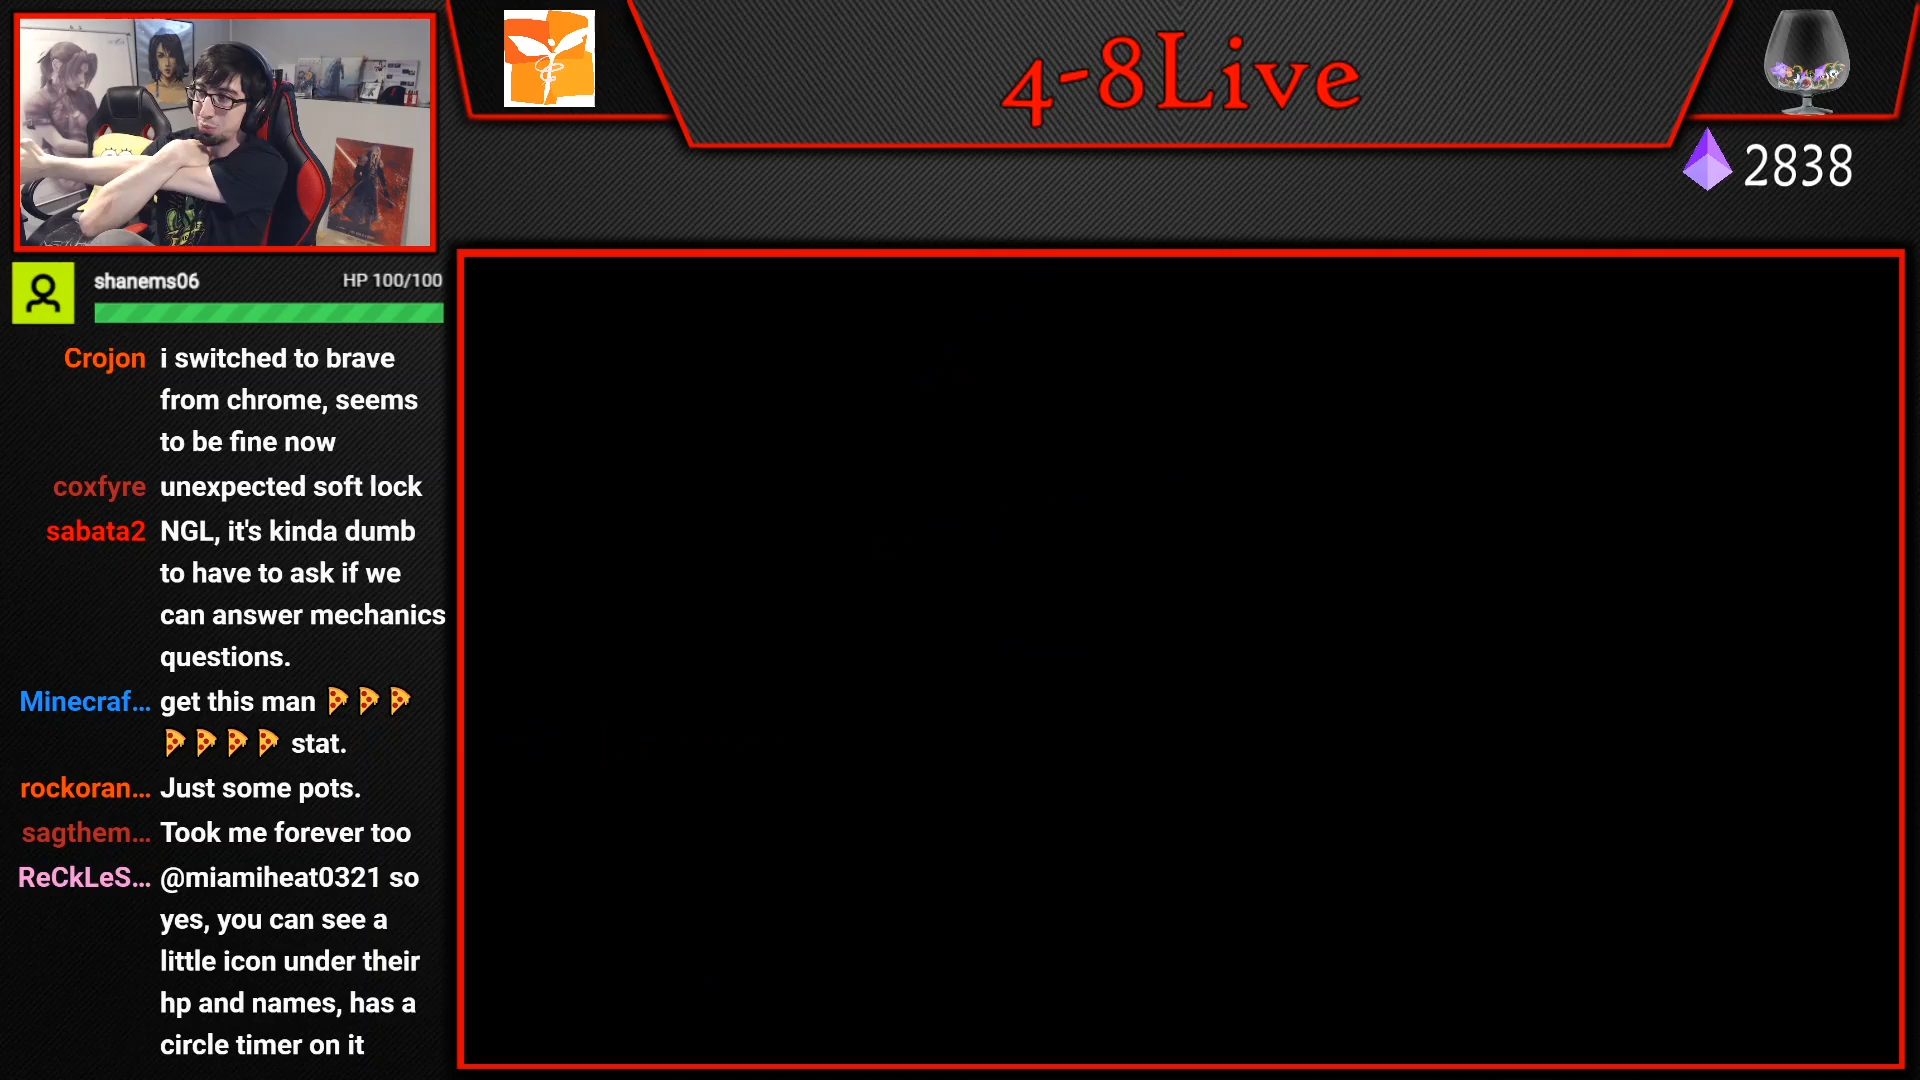 4-8Live
2838
shanems06 HP 100/100
Crojon i switched to brave
from chrome, seems
to be fine now
coxfyre unexpected soft lock
sabata2 NGL, it's kinda dumb
to have to ask if we
can answer mechanics
questions.
Minecraf... get this man 🍕🍕🍕
🍕🍕🍕🍕 stat.
rockoran... Just some pots.
sagthem... Took me forever too
ReCkLeS... @miamiheat0321 so
yes, you can see a
little icon under their
hp and names, has a
circle timer on it